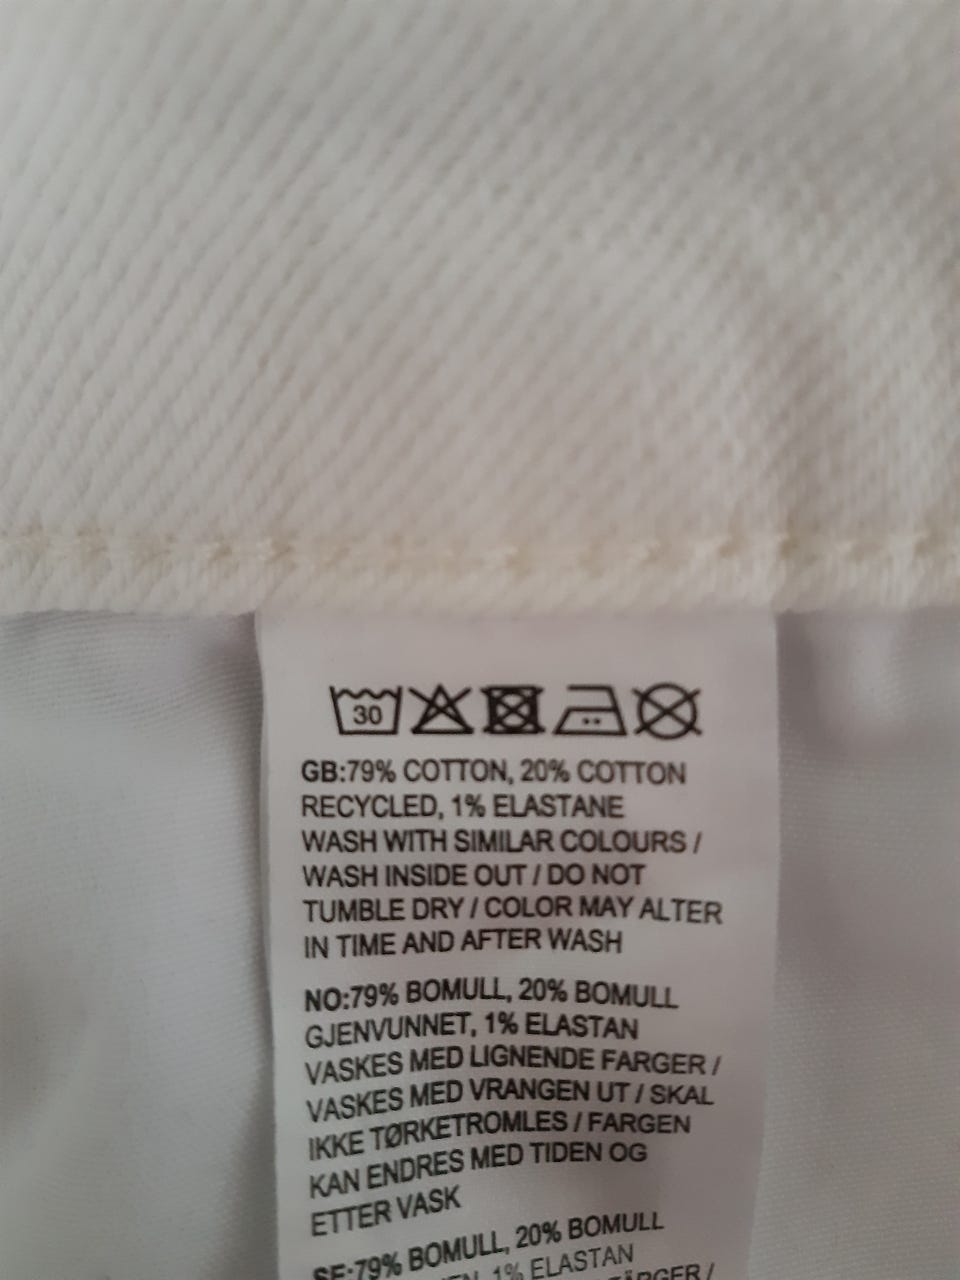 30
GB:79% COTTON, 20% COTTON
RECYCLED, 1% ELASTANE
WASH WITH SIMILAR COLOURS /
WASH INSIDE OUT / DO NOT
TUMBLE DRY / COLOR MAY ALTER
IN TIME AND AFTER WASH
NO:79% BOMULL, 20% BOMULL
GJENVUNNET, 1% ELASTAN
VASKES MED LIGNENDE FARGER /
VASKES MED VRANGEN UT / SKAL
IKKE TØRKETROMLES / FARGEN
KAN ENDRES MED TIDEN OG
ETTER VASK
SE:79% BOMULL, 20% BOMULL
1% ELASTAN